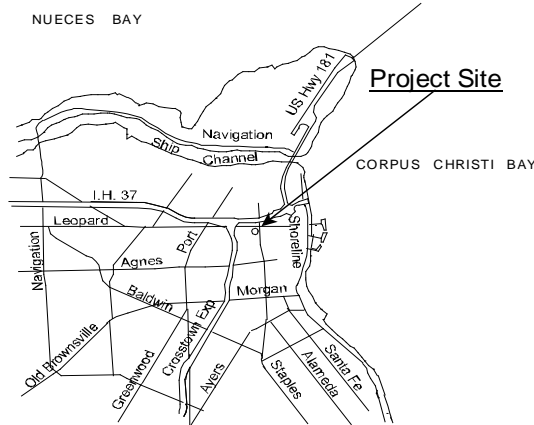 NUECES BAY
US Hwy 181
Project Site
Navigation
Ship Channel
CORPUS CHRISTI BAY
I.H. 37
Leopard
Port
Shoreline
Navigation
Agnes
Baldwin
Morgan
Crosstown Exp
Old Brownsville
Greenwood
Ayers
Staples
Alameda
Santa Fe